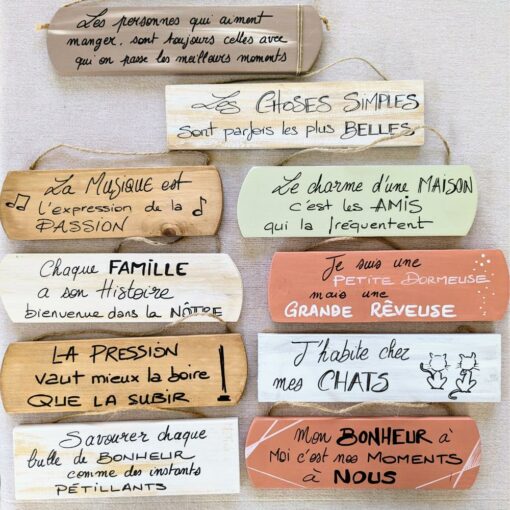 Les personnes qui aiment
manger, sont toujours celles avec
qui on passe les meilleurs moments
Les CHOSES SIMPLES
sont parfois les plus BELLES.
La MUSIQUE est
l'expression de la
PASSION
Le charme d'une MAISON
c'est les AMIS
qui la fréquentent
Chaque FAMILLE
a son Histoire
bienvenue dans la NÔTRE
Je suis une
PETITE DORMEUSE
mais une
GRANDE RÊVEUSE
LA PRESSION
vaut mieux la boire
QUE LA SUBIR !
J'habite chez
mes CHATS
Savourer chaque
bulle de BONHEUR
comme des instants
PÉTILLANTS
Mon BONHEUR à
Moi c'est nos MOMENTS
à NOUS